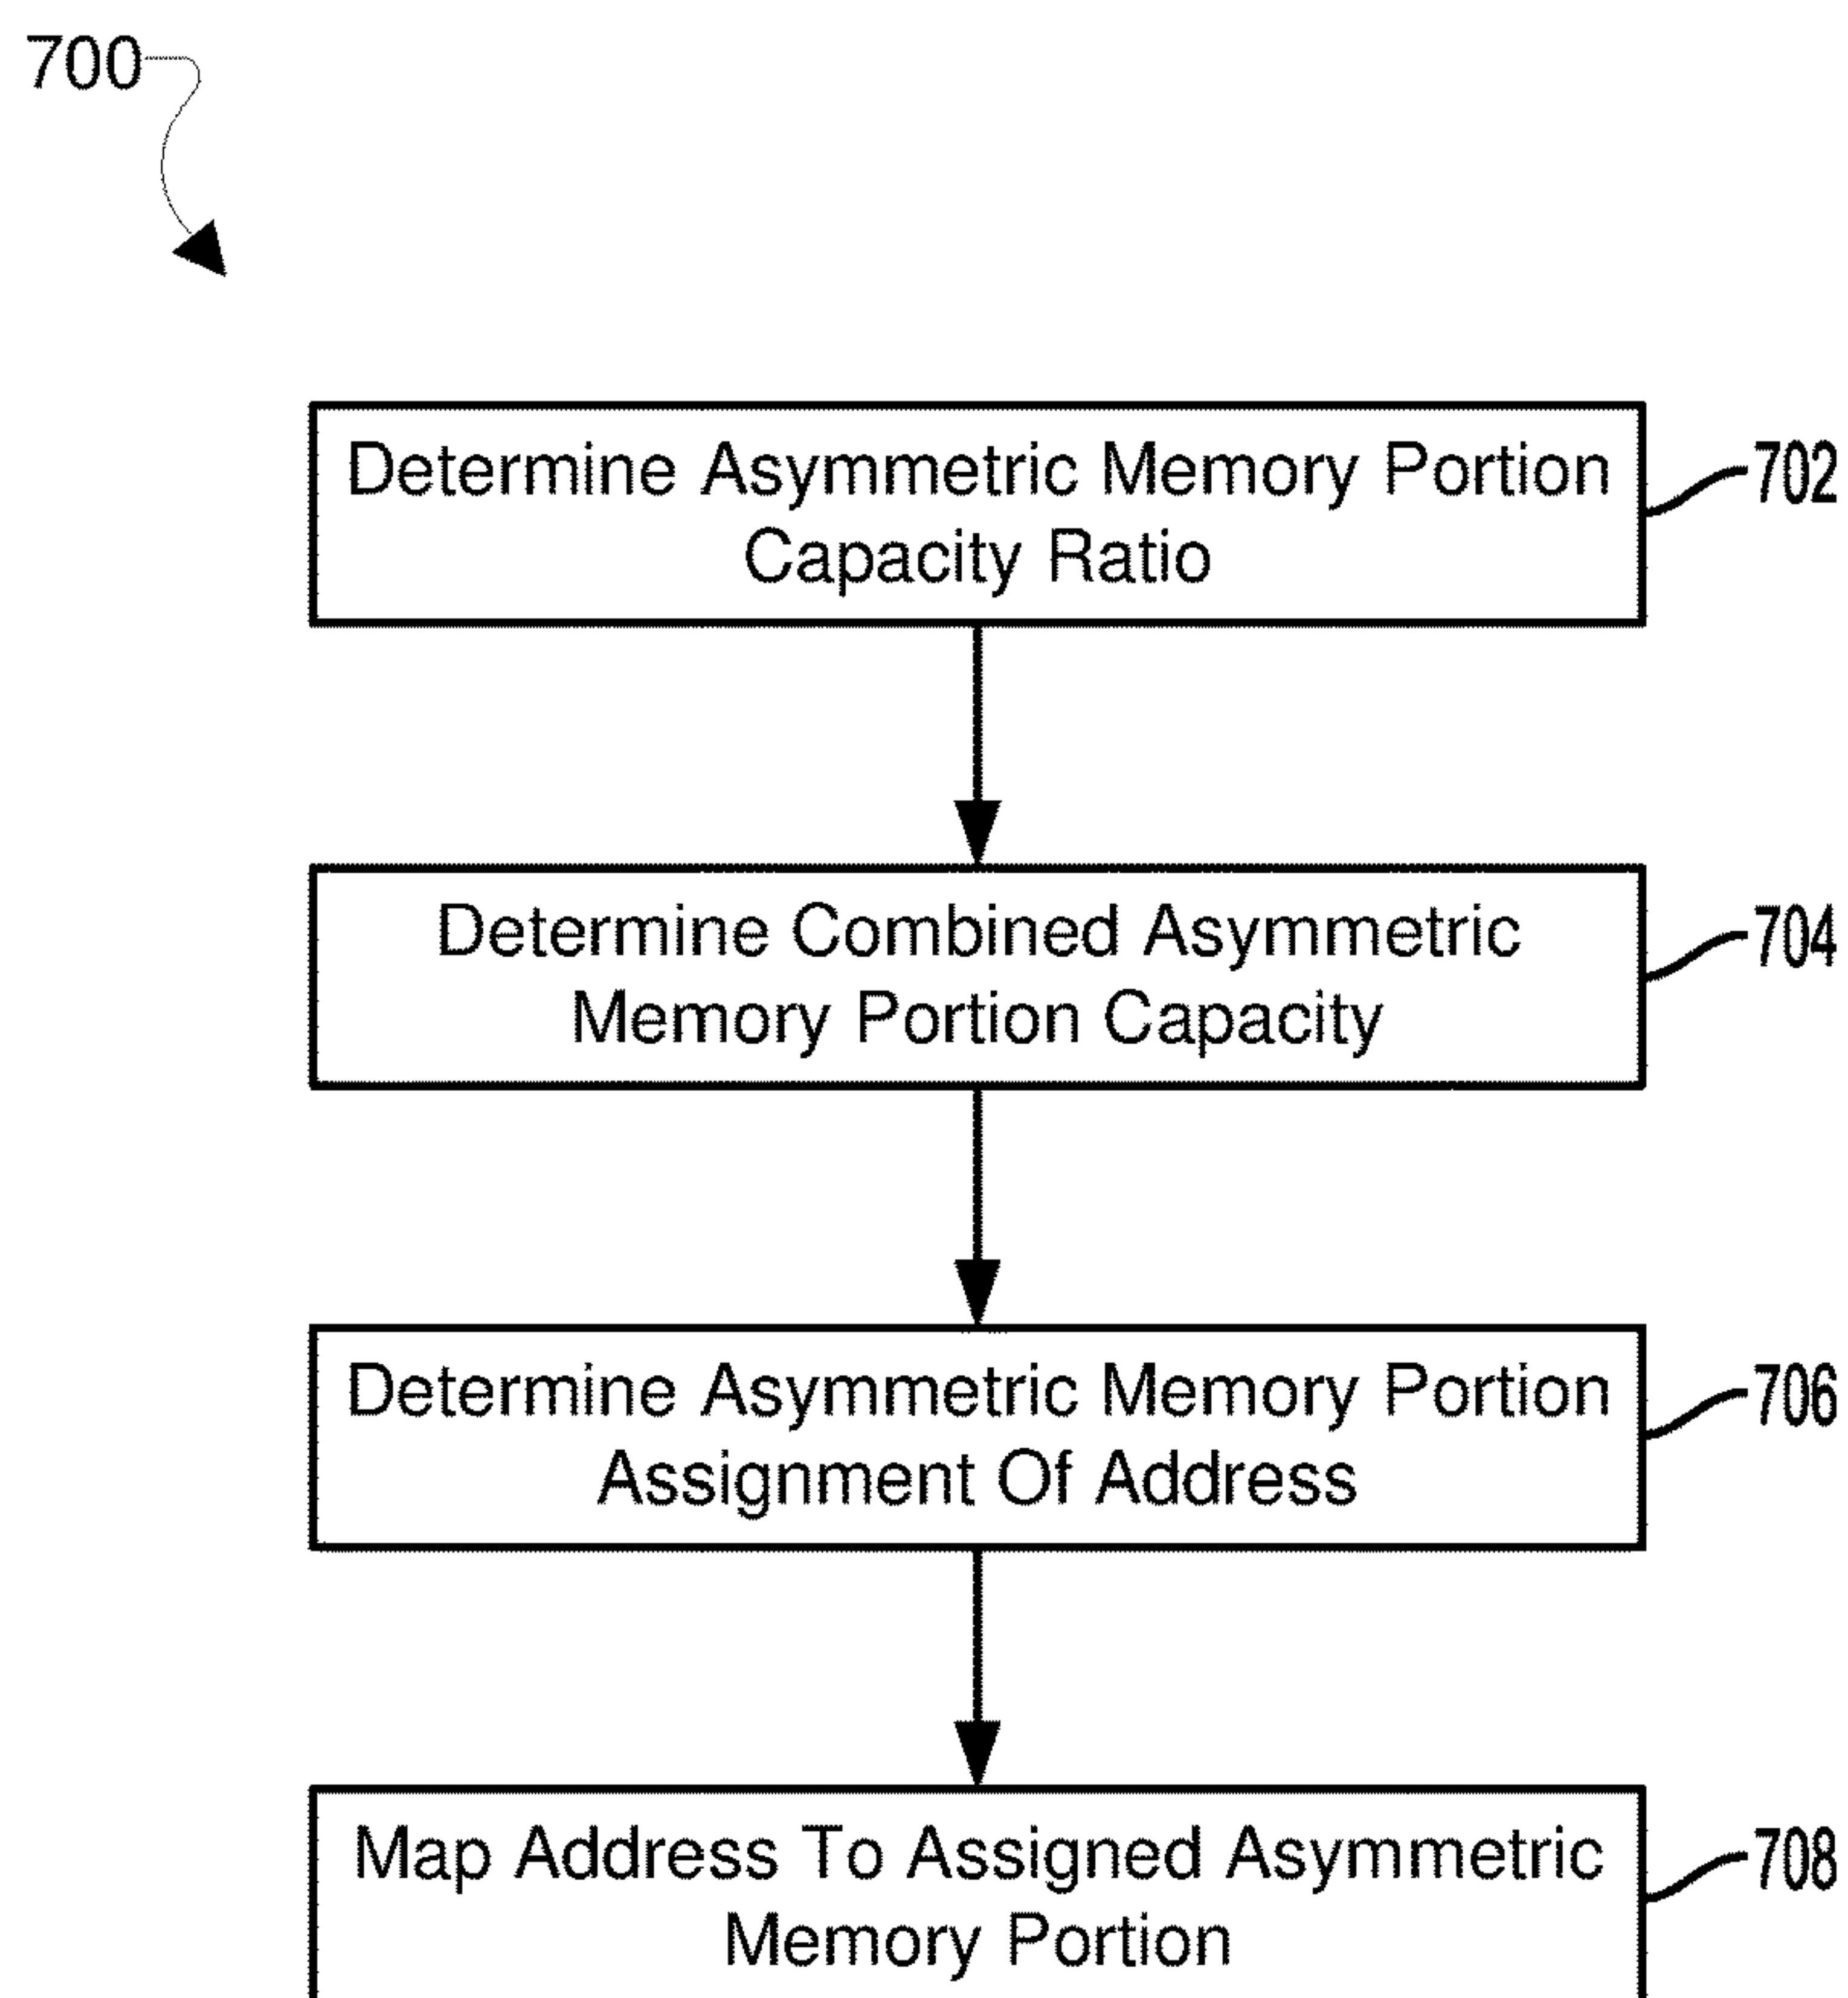 700
Determine Asymmetric Memory Portion
Capacity Ratio
702
Determine Combined Asymmetric
Memory Portion Capacity
704
Determine Asymmetric Memory Portion
Assignment Of Address
706
Map Address To Assigned Asymmetric
Memory Portion
708